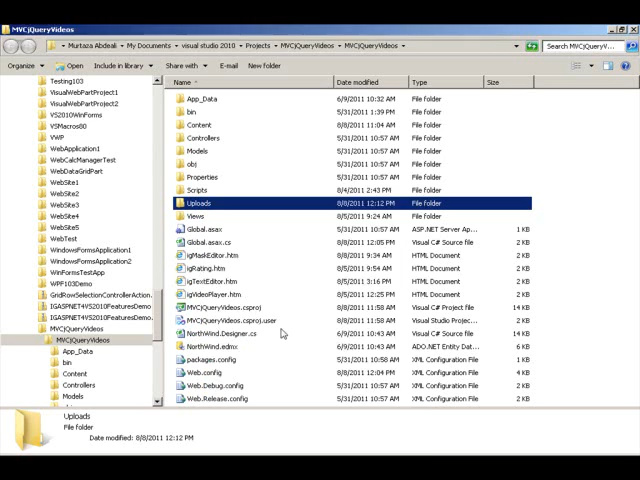 MVCjQueryVideos
Murtaza Abdeali ▸ My Documents ▸ visual studio 2010 ▸ Projects ▸ MVCjQueryVideos ▸ MVCjQueryVideos ▸
Search MVCjQueryV...
Organize Open Include in library Share with E-mail New folder
Testing103
VisualWebPartProject1
VisualWebPartProject2
VS2010WinForms
VSMacros80
VWP
WebApplication1
WebCalcManagerTest
WebDataGridPart
WebSite1
WebSite2
WebSite3
WebSite4
WebSite5
WebTest
WindowsFormsApplication1
WindowsFormsApplication2
WinFormsTestApp
WPF103Demo
GridRowSelectionControllerAction.
IGASPNET4VS2010FeaturesDemo
IGASPNET4VS2010FeaturesDemo.
MVCjQueryVideos
MVCjQueryVideos
App_Data
bin
Content
Controllers
Models
Name Date modified Type Size
App_Data 6/9/2011 10:32 AM File folder
bin 5/31/2011 1:39 PM File folder
Content 8/8/2011 11:04 AM File folder
Controllers 5/31/2011 10:57 AM File folder
Models 5/31/2011 10:57 AM File folder
obj 5/31/2011 10:57 AM File folder
Properties 5/31/2011 10:57 AM File folder
Scripts 8/4/2011 2:43 PM File folder
Uploads 8/8/2011 12:12 PM File folder
Views 8/5/2011 9:24 AM File folder
Global.asax 5/31/2011 10:57 AM ASP.NET Server Ap... 1 KB
Global.asax.cs 8/8/2011 12:05 PM Visual C# Source file 2 KB
igMaskEditor.htm 8/8/2011 9:34 AM HTML Document 2 KB
igRating.htm 8/5/2011 9:54 AM HTML Document 2 KB
igTextEditor.htm 8/5/2011 3:16 PM HTML Document 2 KB
igVideoPlayer.htm 5/31/2011 12:25 PM HTML Document 2 KB
MVCjQueryVideos.csproj 8/8/2011 11:58 AM Visual C# Project file 14 KB
MVCjQueryVideos.csproj.user 8/8/2011 11:58 AM Visual Studio Projec... 2 KB
NorthWind.Designer.cs 6/9/2011 10:43 AM Visual C# Source file 14 KB
NorthWind.edmx 6/9/2011 10:43 AM ADO.NET Entity Dat... 6 KB
packages.config 5/31/2011 10:58 AM XML Configuration File 1 KB
Web.config 8/8/2011 12:04 PM XML Configuration File 4 KB
Web.Debug.config 5/31/2011 10:57 AM XML Configuration File 2 KB
Web.Release.config 5/31/2011 10:57 AM XML Configuration File 2 KB
Uploads
File folder
Date modified: 8/8/2011 12:12 PM